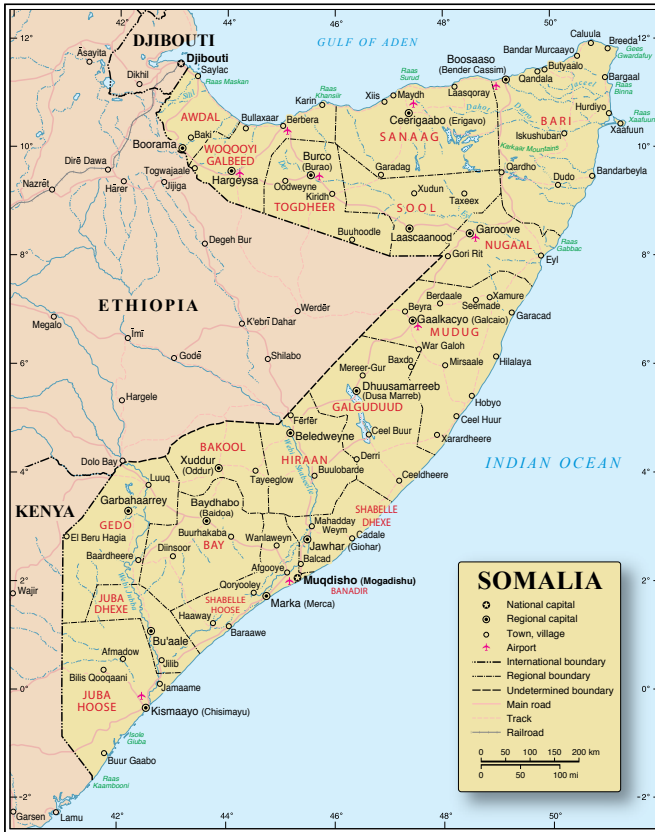 42°
44°
46°
48°
50°
12°
DJIBOUTI
Djibouti
Āsayita
Dikhil
Saylac
Raas Maskan
GULF OF ADEN
Caluula
Breeda
Gees
Gwardafuy
Bandar Murcaayo
Boosaaso
(Bender Cassim)
Butyaalo
Qandala
Bargaal
Raas
Binna
Raas
Khansiir
Raas
Surud
Xiis
Maydh
Laasqoray
Karin
Hurdiyo
Xaafuun
Raas
Xaafuun
AWDAL
Bullaxaar
Berbera
Ceerigaabo (Erigavo)
SANAAG
BARI
Iskushuban
Karkaar Mountains
Baki
Boorama
WOQOOYI
GALBEED
Hargeysa
Burco
(Burao)
Oodweyne
Kiridh
TOGDHEER
Garadag
Xudun
Taxeex
Qardho
Dudo
Bandarbeyla
10°
Dirē Dawa
Togwajaale
Nazrēt
Hārer
Jijiga
SOOL
Laascaanood
Garoowe
NUGAAL
Buuhoodle
Degeh Bur
Gori Rit
Eyl
Raas
Gabbac
8°
ETHIOPIA
Werdēr
K'ebrī Dahar
Megalo
Īmī
Godē
Shilabo
Hargele
Berdaale
Xamure
Seemade
Beyra
Gaalkacyo (Galcaio)
Garacad
MUDUG
War Galoh
Baxdo
Mirsaale
Hilalaya
6°
Mereer-Gur
Dhuusamarreeb
(Dusa Marreb)
GALGUDUUD
Hobyo
Ceel Huur
Xarardheere
Fērfēr
Beledweyne
Ceel Buur
BAKOOL
Xuddur
(Oddur)
HIRAAN
Webi Shabeelle
Derri
Tayeeglow
Buulobarde
Ceeldheere
4°
INDIAN OCEAN
Dolo Bay
Luuq
KENYA
Garbahaarrey
GEDO
El Beru Hagia
Baydhabo
(Baidoa)
Buurhakaba
BAY
Diinsoor
Baardheere
Wanlaweyn
Mahadday
Weym
SHABELLE
DHEXE
Cadale
Jawhar (Giohar)
Balcad
Afgooye
Muqdisho (Mogadishu)
BANADIR
2°
Wajir
JUBA
DHEXE
Qoryooley
SHABELLE
HOOSE
Marka (Merca)
Haaway
Baraawe
Bu'aale
Afmadow
Jilib
Bilis Qooqaani
Jamaame
JUBA
HOOSE
Kismaayo (Chisimayu)
0°
Isole
Giuba
Buur Gaabo
Raas
Kaambooni
Garsen
Lamu
2°
42°
44°
46°
48°
50°
SOMALIA
National capital
Regional capital
Town, village
Airport
International boundary
Regional boundary
Undetermined boundary
Main road
Track
Railroad
0 50 100 150 200 km
0 50 100 mi